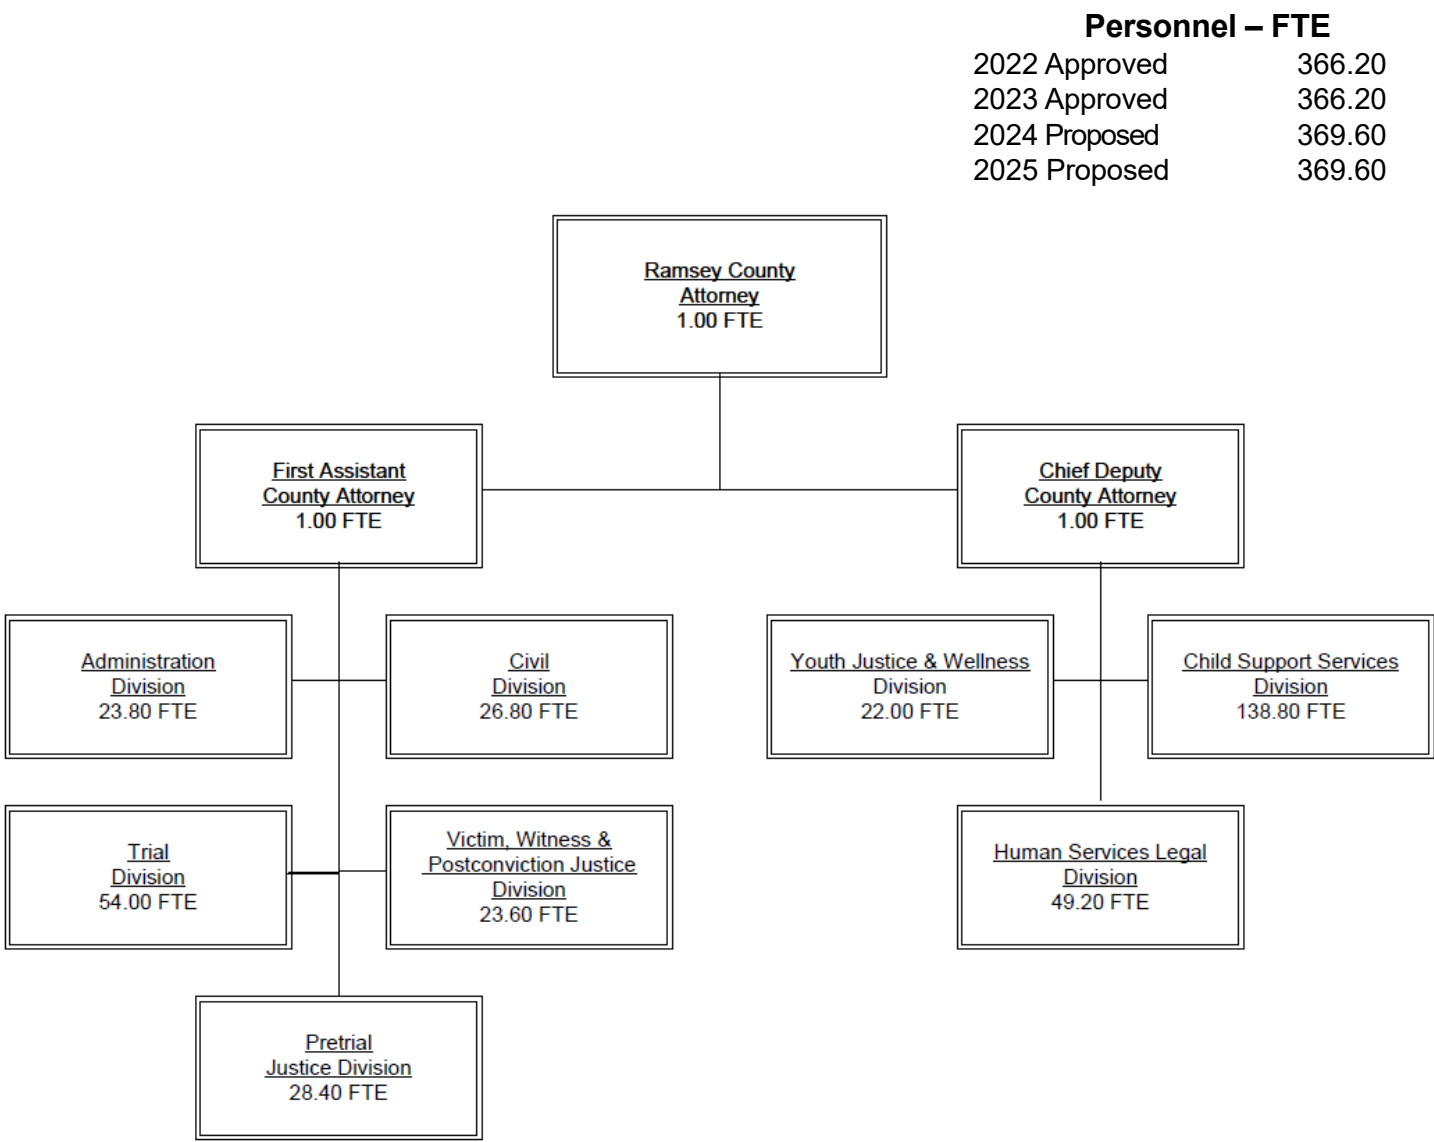 Personnel – FTE
2022 Approved 366.20
2023 Approved 366.20
2024 Proposed 369.60
2025 Proposed 369.60
Ramsey County
Attorney
1.00 FTE
First Assistant
County Attorney
1.00 FTE
Chief Deputy
County Attorney
1.00 FTE
Administration
Division
23.80 FTE
Civil
Division
26.80 FTE
Youth Justice & Wellness
Division
22.00 FTE
Child Support Services
Division
138.80 FTE
Trial
Division
54.00 FTE
Victim, Witness &
Postconviction Justice
Division
23.60 FTE
Human Services Legal
Division
49.20 FTE
Pretrial
Justice Division
28.40 FTE